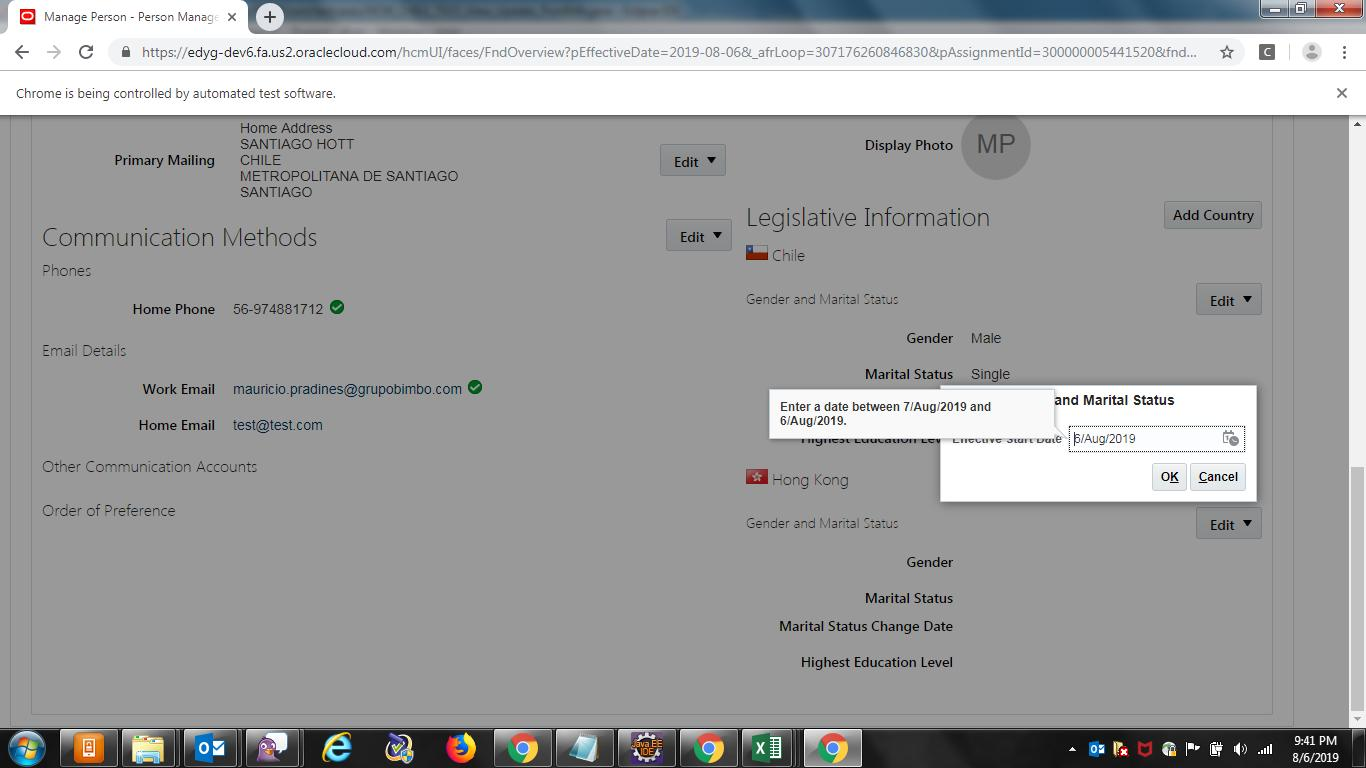 Manage Person - Person Manage
https://edyg-dev6.fa.us2.oraclecloud.com/hcmUI/faces/FndOverview?pEffectiveDate=2019-08-06&_afrLoop=307176260846830&pAssignmentId=300000005441520&fnd...
C
Chrome is being controlled by automated test software.
Home Address
SANTIAGO HOTT
Primary Mailing CHILE
METROPOLITANA DE SANTIAGO
SANTIAGO
Edit
Communication Methods
Edit
Phones
Home Phone 56-974881712
Email Details
Work Email mauricio.pradines@grupobimbo.com
Home Email test@test.com
Other Communication Accounts
Order of Preference
Display Photo MP
Legislative Information
Add Country
Chile
Gender and Marital Status
Edit
Gender Male
Marital Status Single
Enter a date between 7/Aug/2019 and
6/Aug/2019.
and Marital Status
Highest Education Level
Effective Start Date 6/Aug/2019
OK Cancel
Hong Kong
Gender and Marital Status
Edit
Gender
Marital Status
Marital Status Change Date
Highest Education Level
Java EE
IDE
9:41 PM
8/6/2019